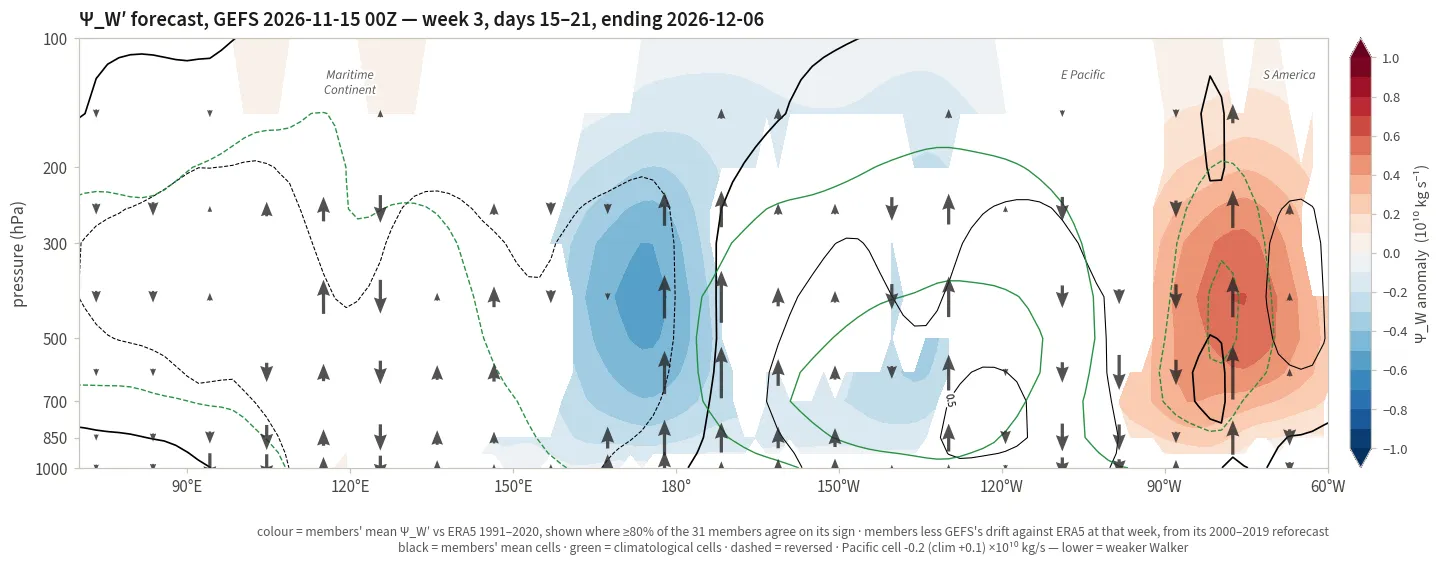 Ψ_W′ forecast, GEFS 2026-11-15 00Z — week 3, days 15–21, ending 2026-12-06
100
200
300
500
700
850
1000
pressure (hPa)
Maritime
Continent
E Pacific
S America
0.5
90°E
120°E
150°E
180°
150°W
120°W
90°W
60°W
1.0
0.8
0.6
0.4
0.2
0.0
−0.2
−0.4
−0.6
−0.8
−1.0
Ψ_W anomaly (10¹⁰ kg s⁻¹)
colour = members' mean Ψ_W′ vs ERA5 1991–2020, shown where ≥80% of the 31 members agree on its sign · members less GEFS's drift against ERA5 at that week, from its 2000–2019 reforecast
black = members' mean cells · green = climatological cells · dashed = reversed · Pacific cell -0.2 (clim +0.1) ×10¹⁰ kg/s — lower = weaker Walker